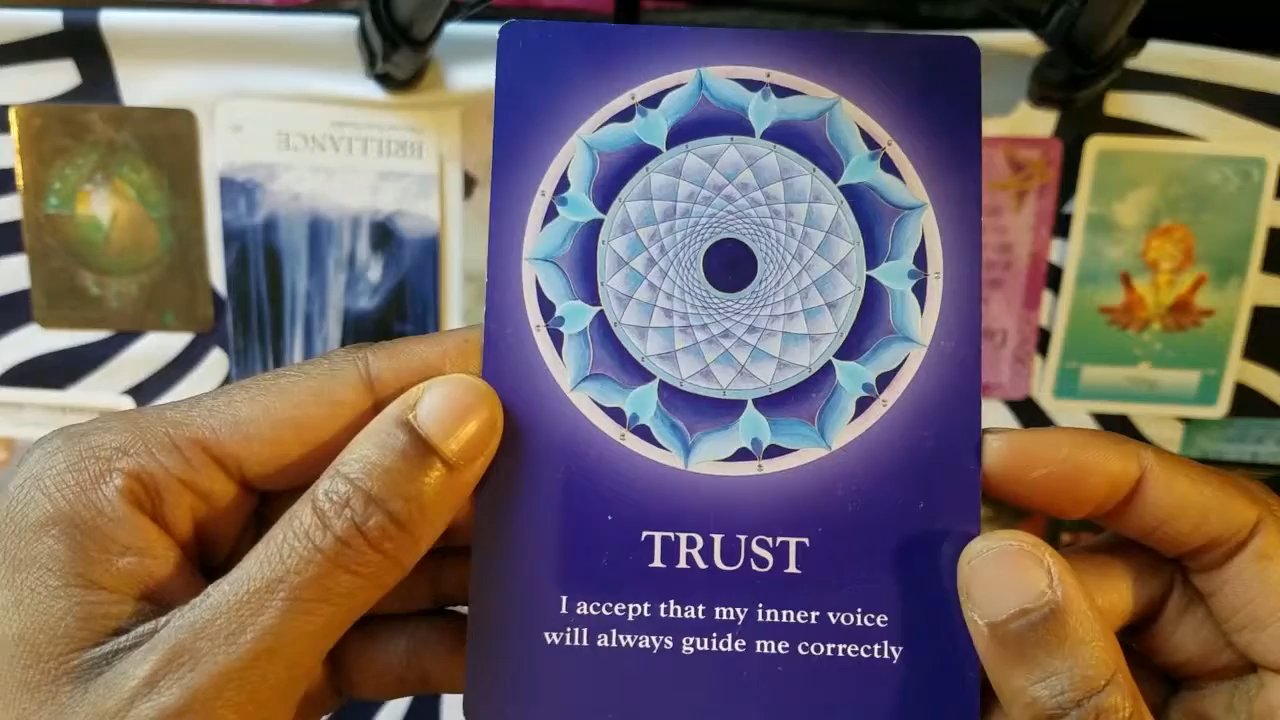 BRILLIANCE
TRUST
I accept that my inner voice
will always guide me correctly